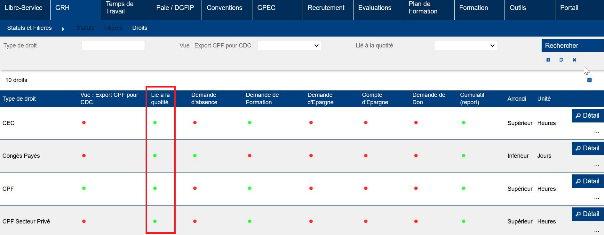 Libre-Service GRH Temps de Travail Paie / DGFIP Conventions GPEC Recrutement Evaluations Plan de Formation Formation Outils Portail
Statuts et Filières Droits
Type de droit Vue : Export CPF pour CDC Lié à la quotité Rechercher
10 droits
Type de droit Vue : Export CPF pour CDC Lié à la quotité Demande d'absence Demande de Formation Demande d'Epargne Compte d'Epargne Demande de Don Cumulatif (report) Arrondi Unité
CEC Supérieur Heures Détail
...
Congés Payés Inférieur Jours Détail
...
CPF Supérieur Heures Détail
...
CPF Secteur Privé Supérieur Heures Détail
...